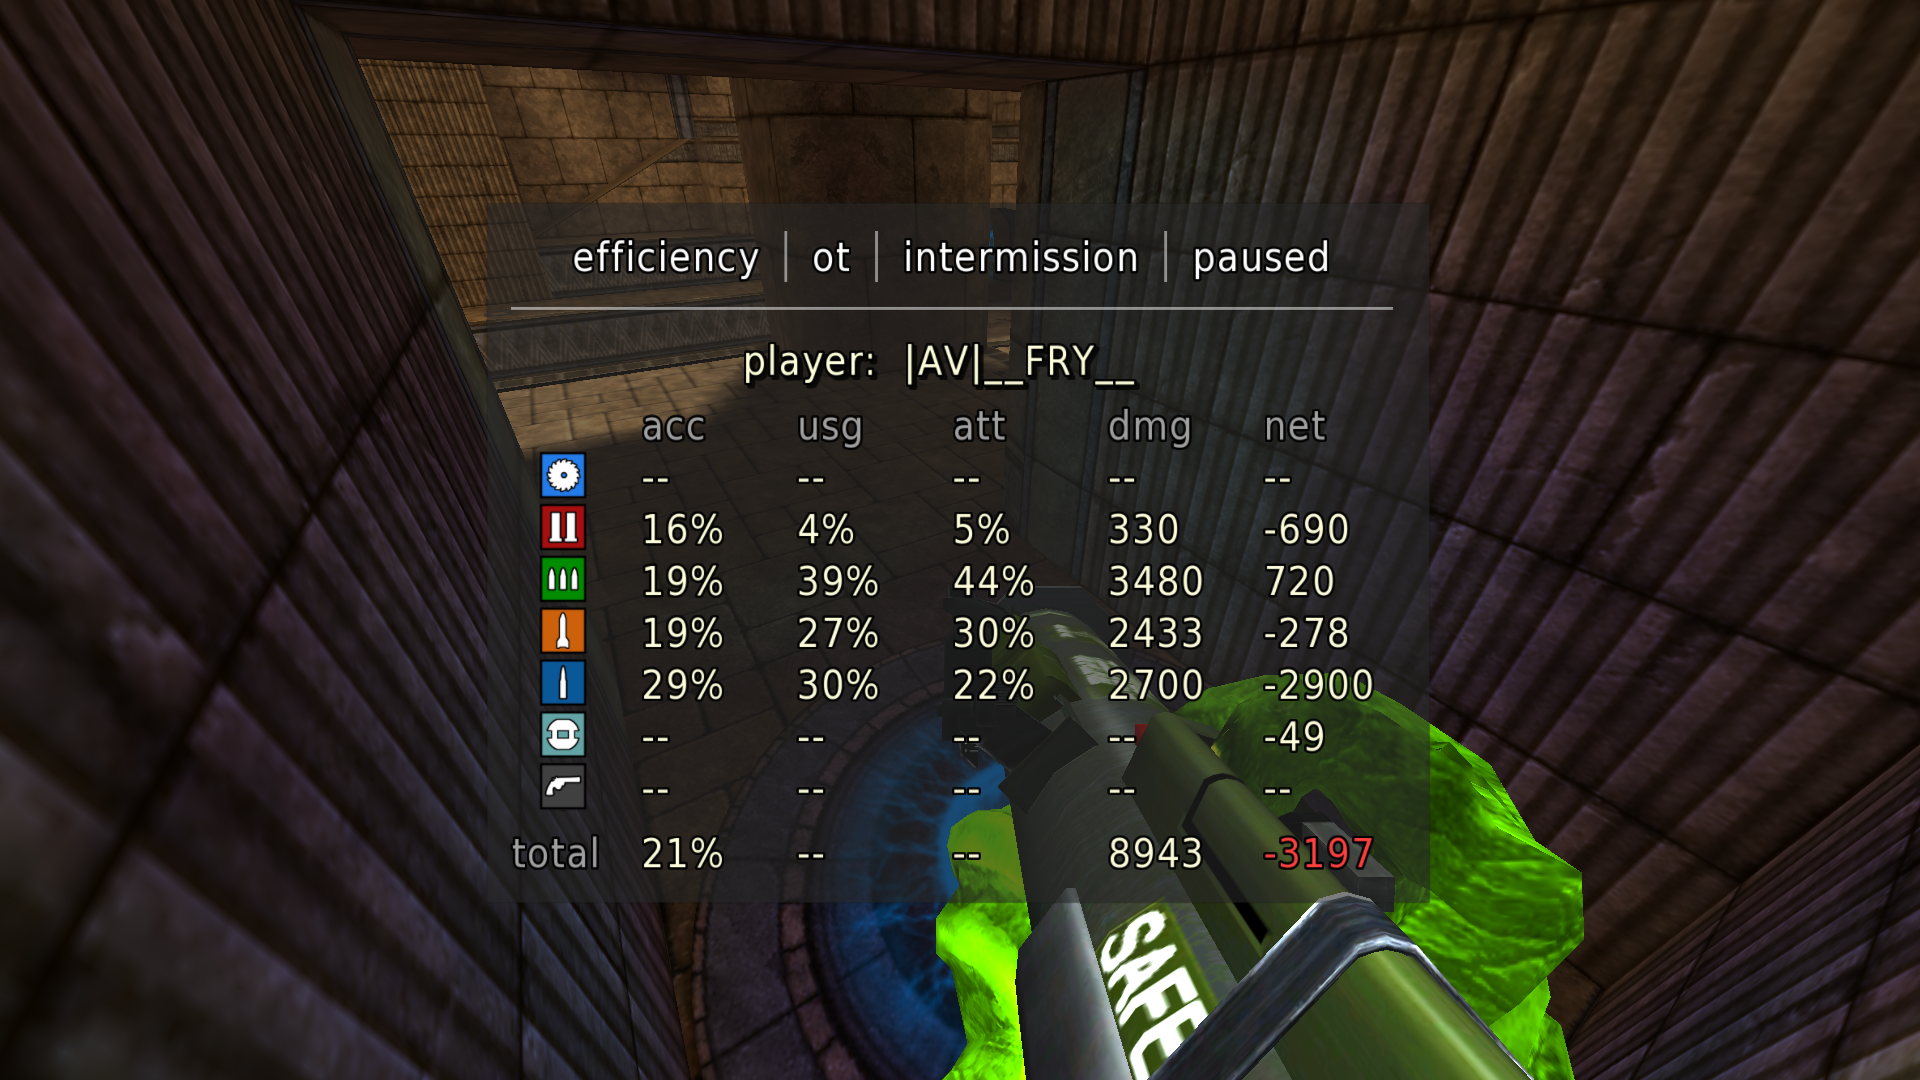 efficiency | ot | intermission | paused
player: |AV|__FRY__
acc usg att dmg net
-- -- -- -- --
16% 4% 5% 330 -690
19% 39% 44% 3480 720
19% 27% 30% 2433 -278
29% 30% 22% 2700 -2900
-- -- -- -- -49
-- -- -- -- --
total 21% -- -- 8943 -3197
SAFE